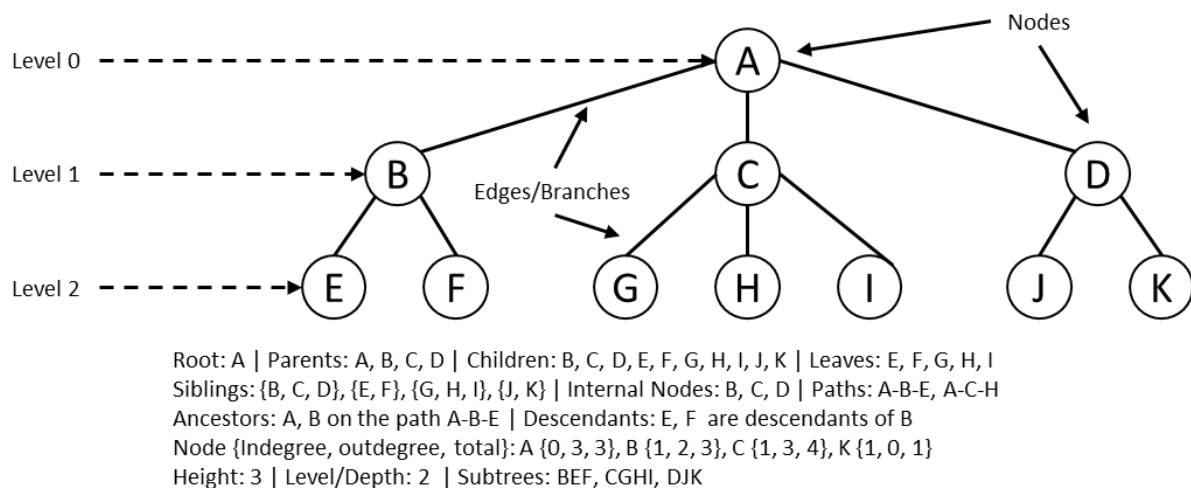 Nodes
Level 0
A
Level 1
B
C
D
Edges/Branches
Level 2
E
F
G
H
I
J
K
Root: A | Parents: A, B, C, D | Children: B, C, D, E, F, G, H, I, J, K | Leaves: E, F, G, H, I
Siblings: {B, C, D}, {E, F}, {G, H, I}, {J, K} | Internal Nodes: B, C, D | Paths: A-B-E, A-C-H
Ancestors: A, B on the path A-B-E | Descendants: E, F are descendants of B
Node {Indegree, outdegree, total}: A {0, 3, 3}, B {1, 2, 3}, C {1, 3, 4}, K {1, 0, 1}
Height: 3 | Level/Depth: 2 | Subtrees: BEF, CGHI, DJK